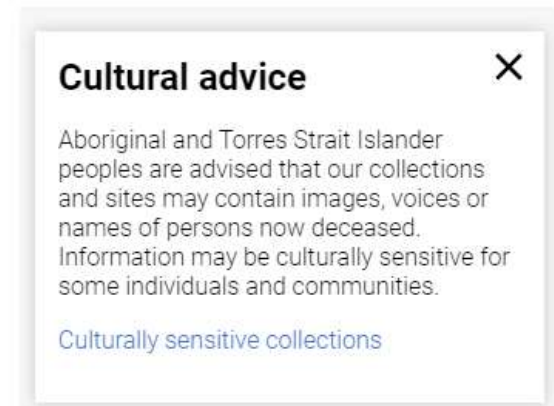 Cultural advice
Aboriginal and Torres Strait Islander
peoples are advised that our collections
and sites may contain images, voices or
names of persons now deceased.
Information may be culturally sensitive for
some individuals and communities.
Culturally sensitive collections